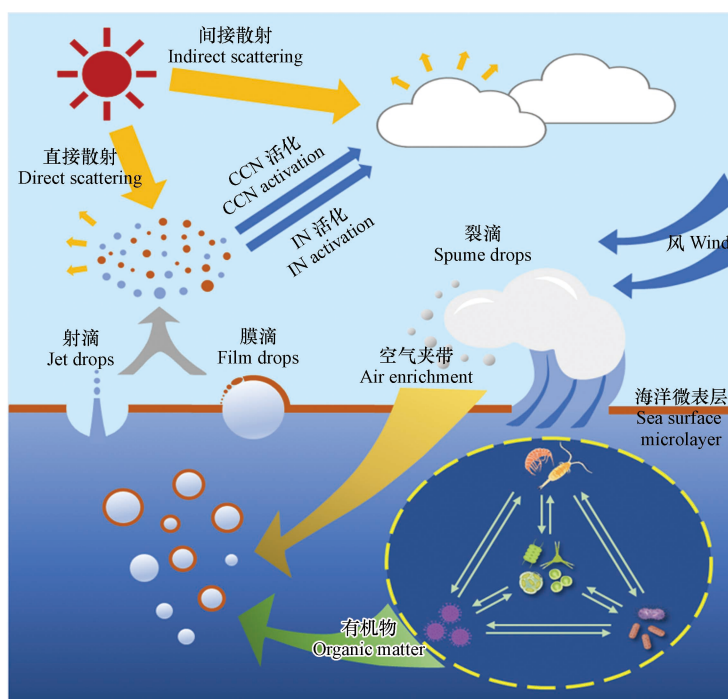 间接散射
Indirect scattering
直接散射
Direct scattering
CCN 活化
CCN activation
IN 活化
IN activation
裂滴
Spume drops
风 Wind
射滴
Jet drops
膜滴
Film drops
空气夹带
Air enrichment
海洋微表层
Sea surface
microlayer
有机物
Organic matter